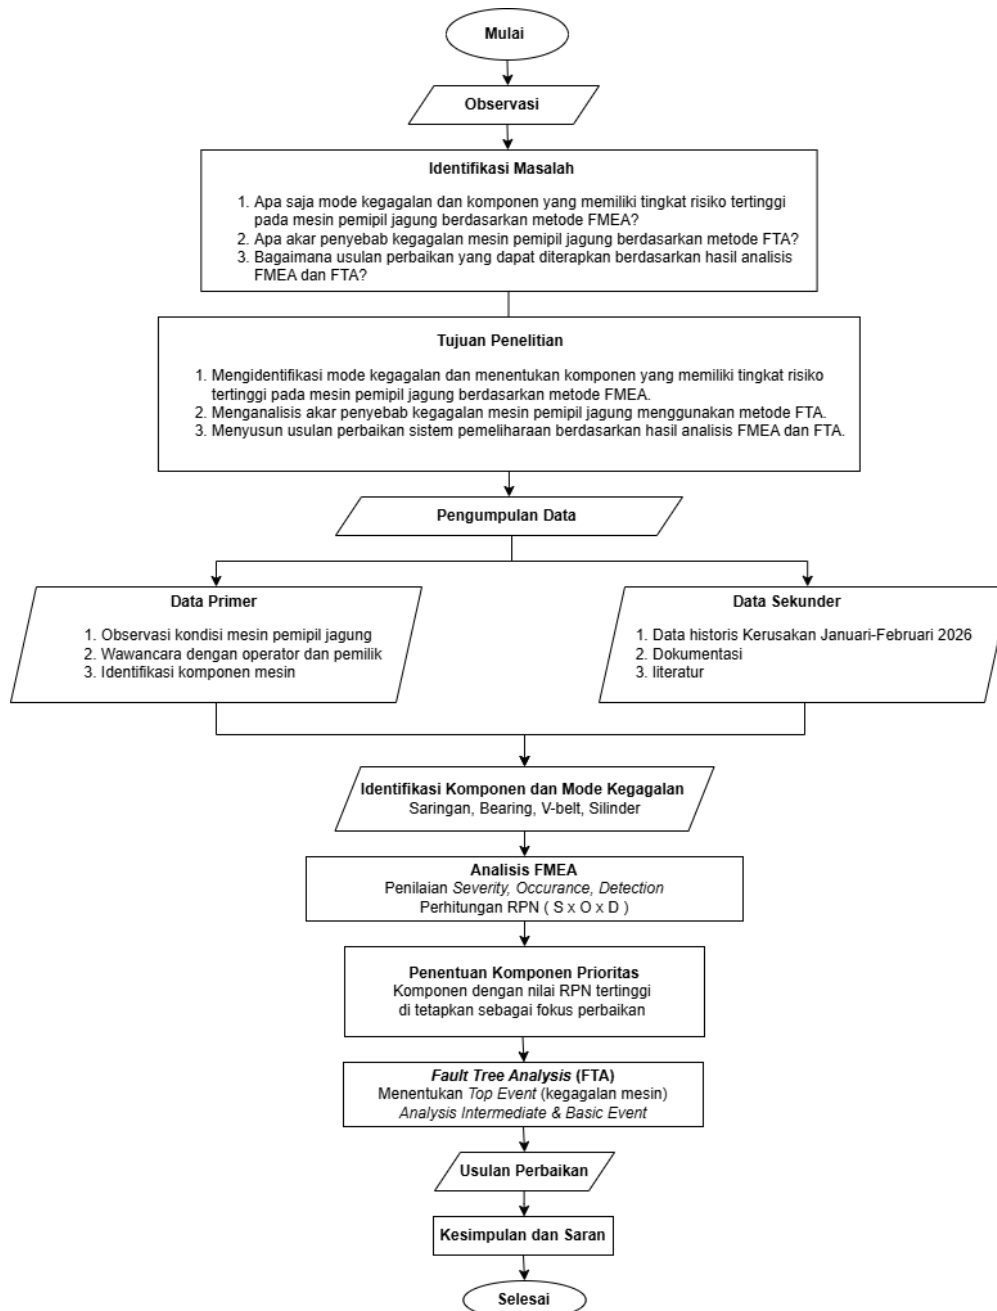 Mulai
Observasi
Identifikasi Masalah
1. Apa saja mode kegagalan dan komponen yang memiliki tingkat risiko tertinggi
pada mesin pemipil jagung berdasarkan metode FMEA?
2. Apa akar penyebab kegagalan mesin pemipil jagung berdasarkan metode FTA?
3. Bagaimana usulan perbaikan yang dapat diterapkan berdasarkan hasil analisis
FMEA dan FTA?
Tujuan Penelitian
1. Mengidentifikasi mode kegagalan dan menentukan komponen yang memiliki tingkat risiko
tertinggi pada mesin pemipil jagung berdasarkan metode FMEA.
2. Menganalisis akar penyebab kegagalan mesin pemipil jagung menggunakan metode FTA.
3. Menyusun usulan perbaikan sistem pemeliharaan berdasarkan hasil analisis FMEA dan FTA.
Pengumpulan Data
Data Primer
1. Observasi kondisi mesin pemipil jagung
2. Wawancara dengan operator dan pemilik
3. Identifikasi komponen mesin
Data Sekunder
1. Data historis Kerusakan Januari-Februari 2026
2. Dokumentasi
3. literatur
Identifikasi Komponen dan Mode Kegagalan
Saringan, Bearing, V-belt, Silinder
Analisis FMEA
Penilaian Severity, Occurance, Detection
Perhitungan RPN ( S x O x D )
Penentuan Komponen Prioritas
Komponen dengan nilai RPN tertinggi
di tetapkan sebagai fokus perbaikan
Fault Tree Analysis (FTA)
Menentukan Top Event (kegagalan mesin)
Analysis Intermediate & Basic Event
Usulan Perbaikan
Kesimpulan dan Saran
Selesai